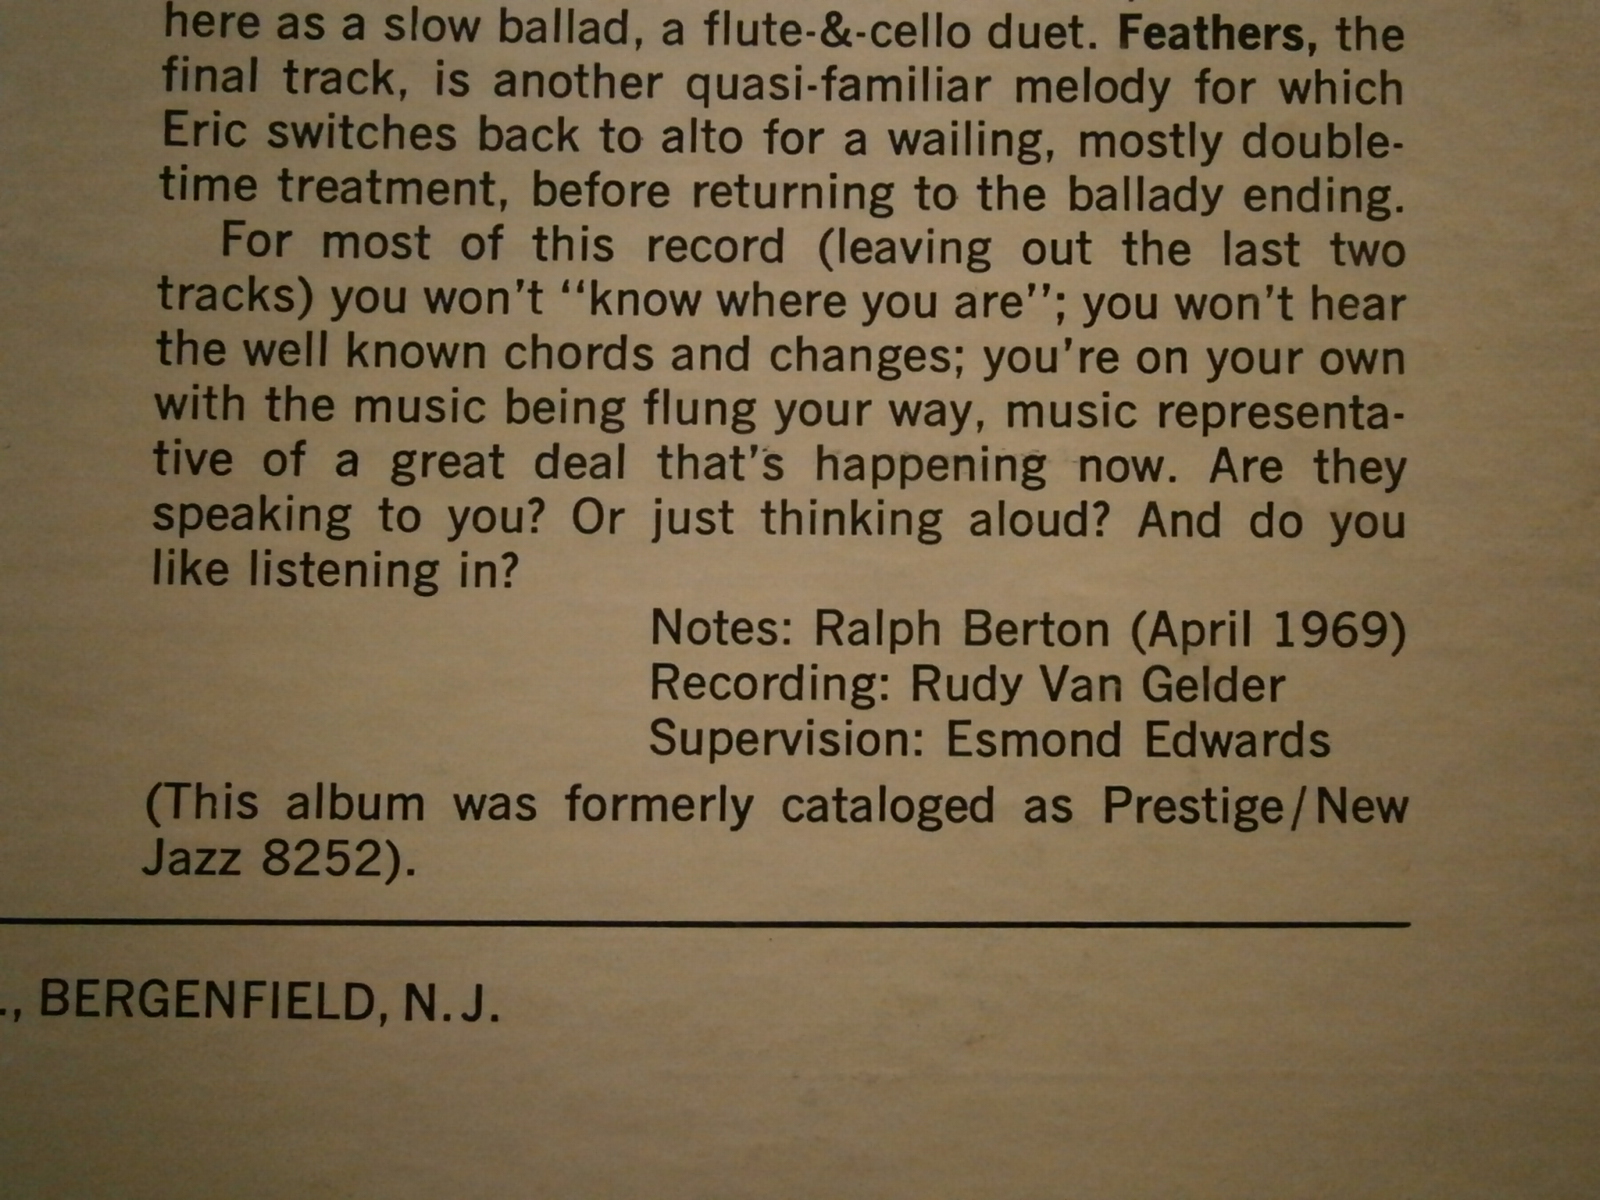 here as a slow ballad, a flute-&-cello duet. Feathers, the
final track, is another quasi-familiar melody for which
Eric switches back to alto for a wailing, mostly double-
time treatment, before returning to the ballady ending.
For most of this record (leaving out the last two
tracks) you won't "know where you are"; you won't hear
the well known chords and changes; you're on your own
with the music being flung your way, music representa-
tive of a great deal that's happening now. Are they
speaking to you? Or just thinking aloud? And do you
like listening in?
Notes: Ralph Berton (April 1969)
Recording: Rudy Van Gelder
Supervision: Esmond Edwards
(This album was formerly cataloged as Prestige/New
Jazz 8252).
., BERGENFIELD, N.J.